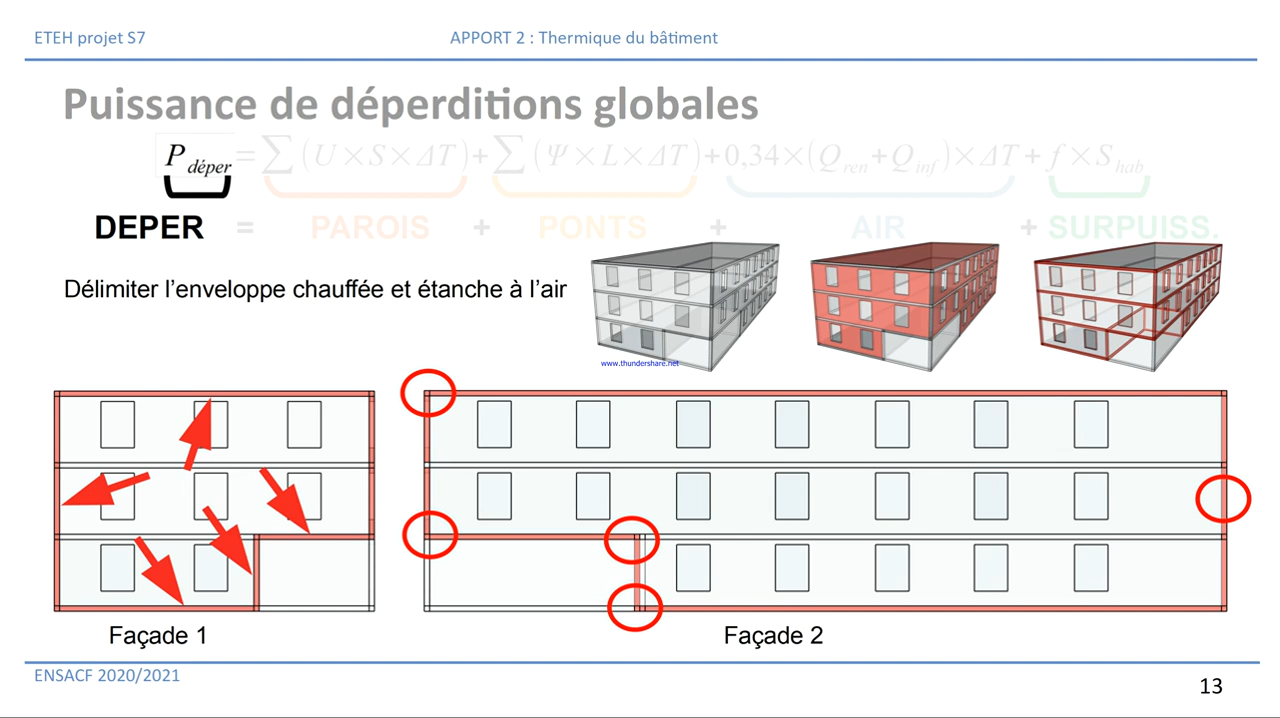 ETEH projet S7
APPORT 2 : Thermique du bâtiment
Puissance de déperditions globales
P déper = ∑ ( U × S × ΔT ) + ∑ ( Ψ × L × ΔT ) + 0,34 × ( Q ren + Q inf ) × ΔT + f × S hab
DEPER = PAROIS + PONTS + AIR + SURPUISS.
Délimiter l’enveloppe chauffée et étanche à l’air
www.thundershare.net
Façade 1
Façade 2
ENSACF 2020/2021
13